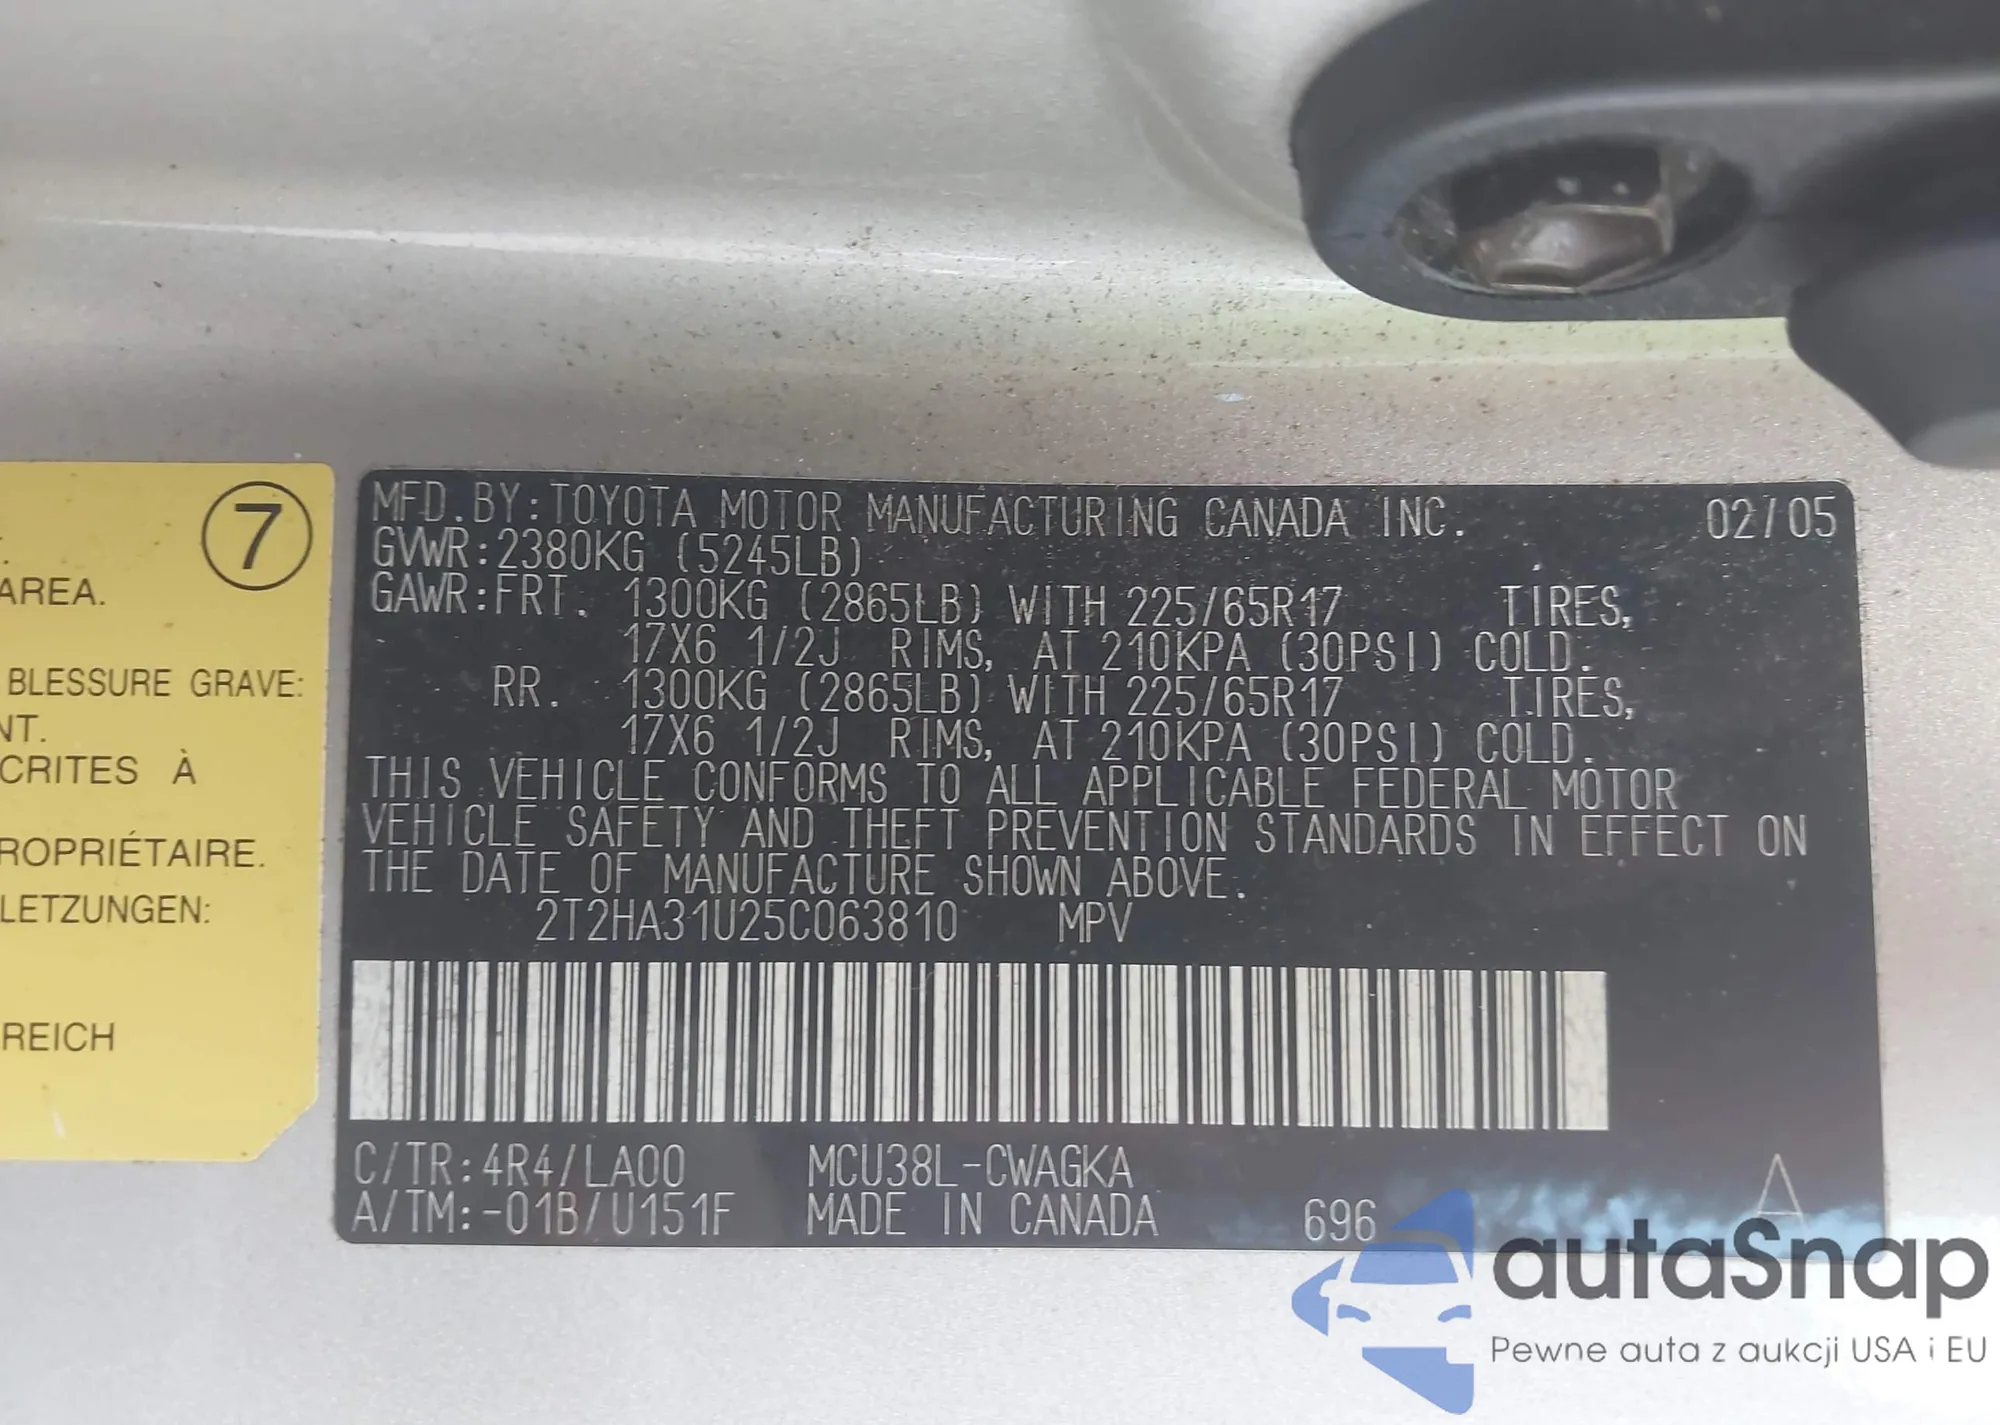 7
AREA.
BLESSURE GRAVE:
NT.
CRITES À
ROPRIÉTAIRE.
LETZUNGEN:
REICH
MFD.BY:TOYOTA MOTOR MANUFACTURING CANADA INC. 02/05
GVWR:2380KG (5245LB)
GAWR:FRT. 1300KG (2865LB) WITH 225/65R17 TIRES,
17X6 1/2J RIMS, AT 210KPA (30PSI) COLD.
RR. 1300KG (2865LB) WITH 225/65R17 TIRES,
17X6 1/2J RIMS, AT 210KPA (30PSI) COLD.
THIS VEHICLE CONFORMS TO ALL APPLICABLE FEDERAL MOTOR
VEHICLE SAFETY AND THEFT PREVENTION STANDARDS IN EFFECT ON
THE DATE OF MANUFACTURE SHOWN ABOVE.
2T2HA31U25C063810 MPV
C/TR:4R4/LA00 MCU38L-CWAGKA
A/TM:-01B/U151F MADE IN CANADA 696 A
autaSnap
Pewne auta z aukcji USA i EU